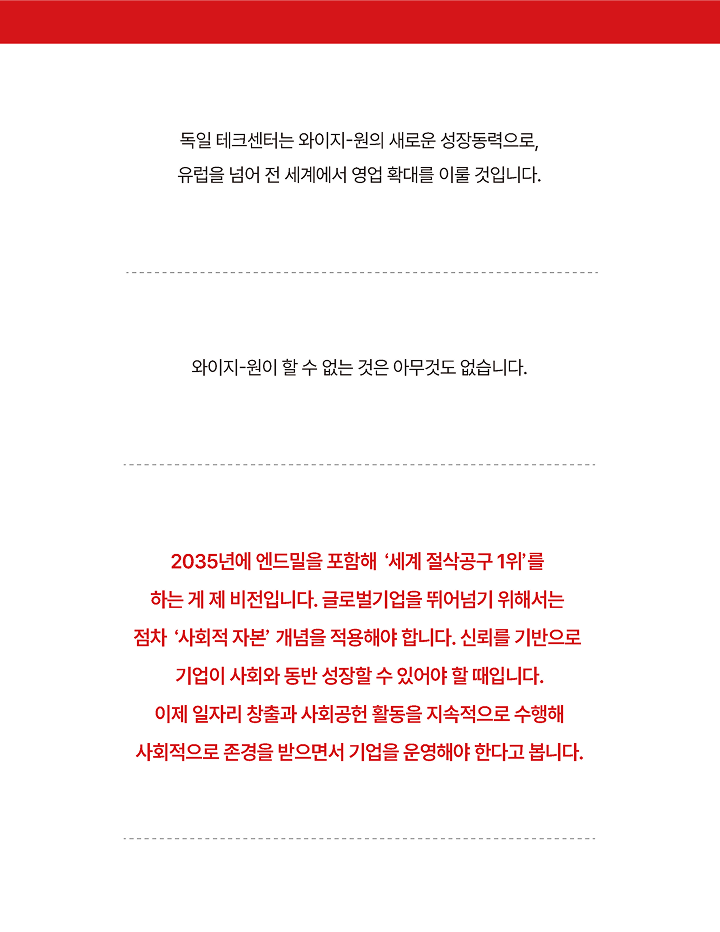 독일 테크센터는 와이지-원의 새로운 성장동력으로,
유럽을 넘어 전 세계에서 영업 확대를 이룰 것입니다.
와이지-원이 할 수 없는 것은 아무것도 없습니다.
2035년에 엔드밀을 포함해 ‘세계 절삭공구 1위’를
하는 게 제 비전입니다. 글로벌기업을 뛰어넘기 위해서는
점차 ‘사회적 자본’ 개념을 적용해야 합니다. 신뢰를 기반으로
기업이 사회와 동반 성장할 수 있어야 할 때입니다.
이제 일자리 창출과 사회공헌 활동을 지속적으로 수행해
사회적으로 존경을 받으면서 기업을 운영해야 한다고 봅니다.